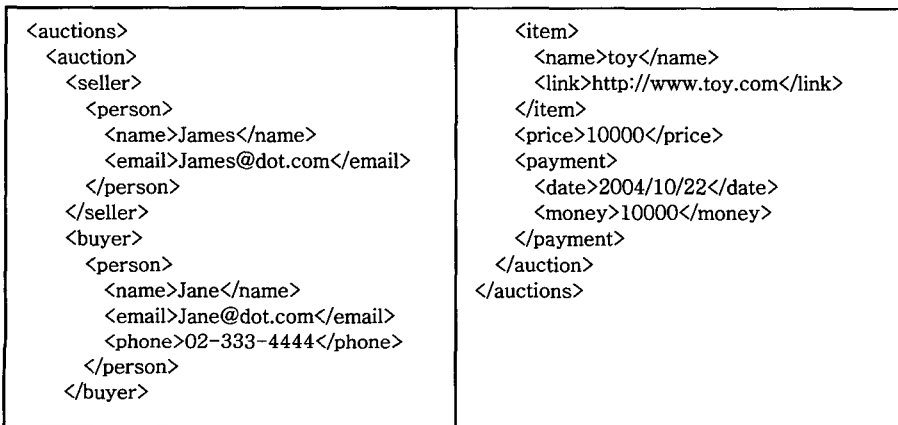 <auctions>
<auction>
<seller>
<person>
<name>James</name>
<email>James@dot.com</email>
</person>
</seller>
<buyer>
<person>
<name>Jane</name>
<email>Jane@dot.com</email>
<phone>02-333-4444</phone>
</person>
</buyer>
<item>
<name>toy</name>
<link>http://www.toy.com</link>
</item>
<price>10000</price>
<payment>
<date>2004/10/22</date>
<money>10000</money>
</payment>
</auction>
</auctions>